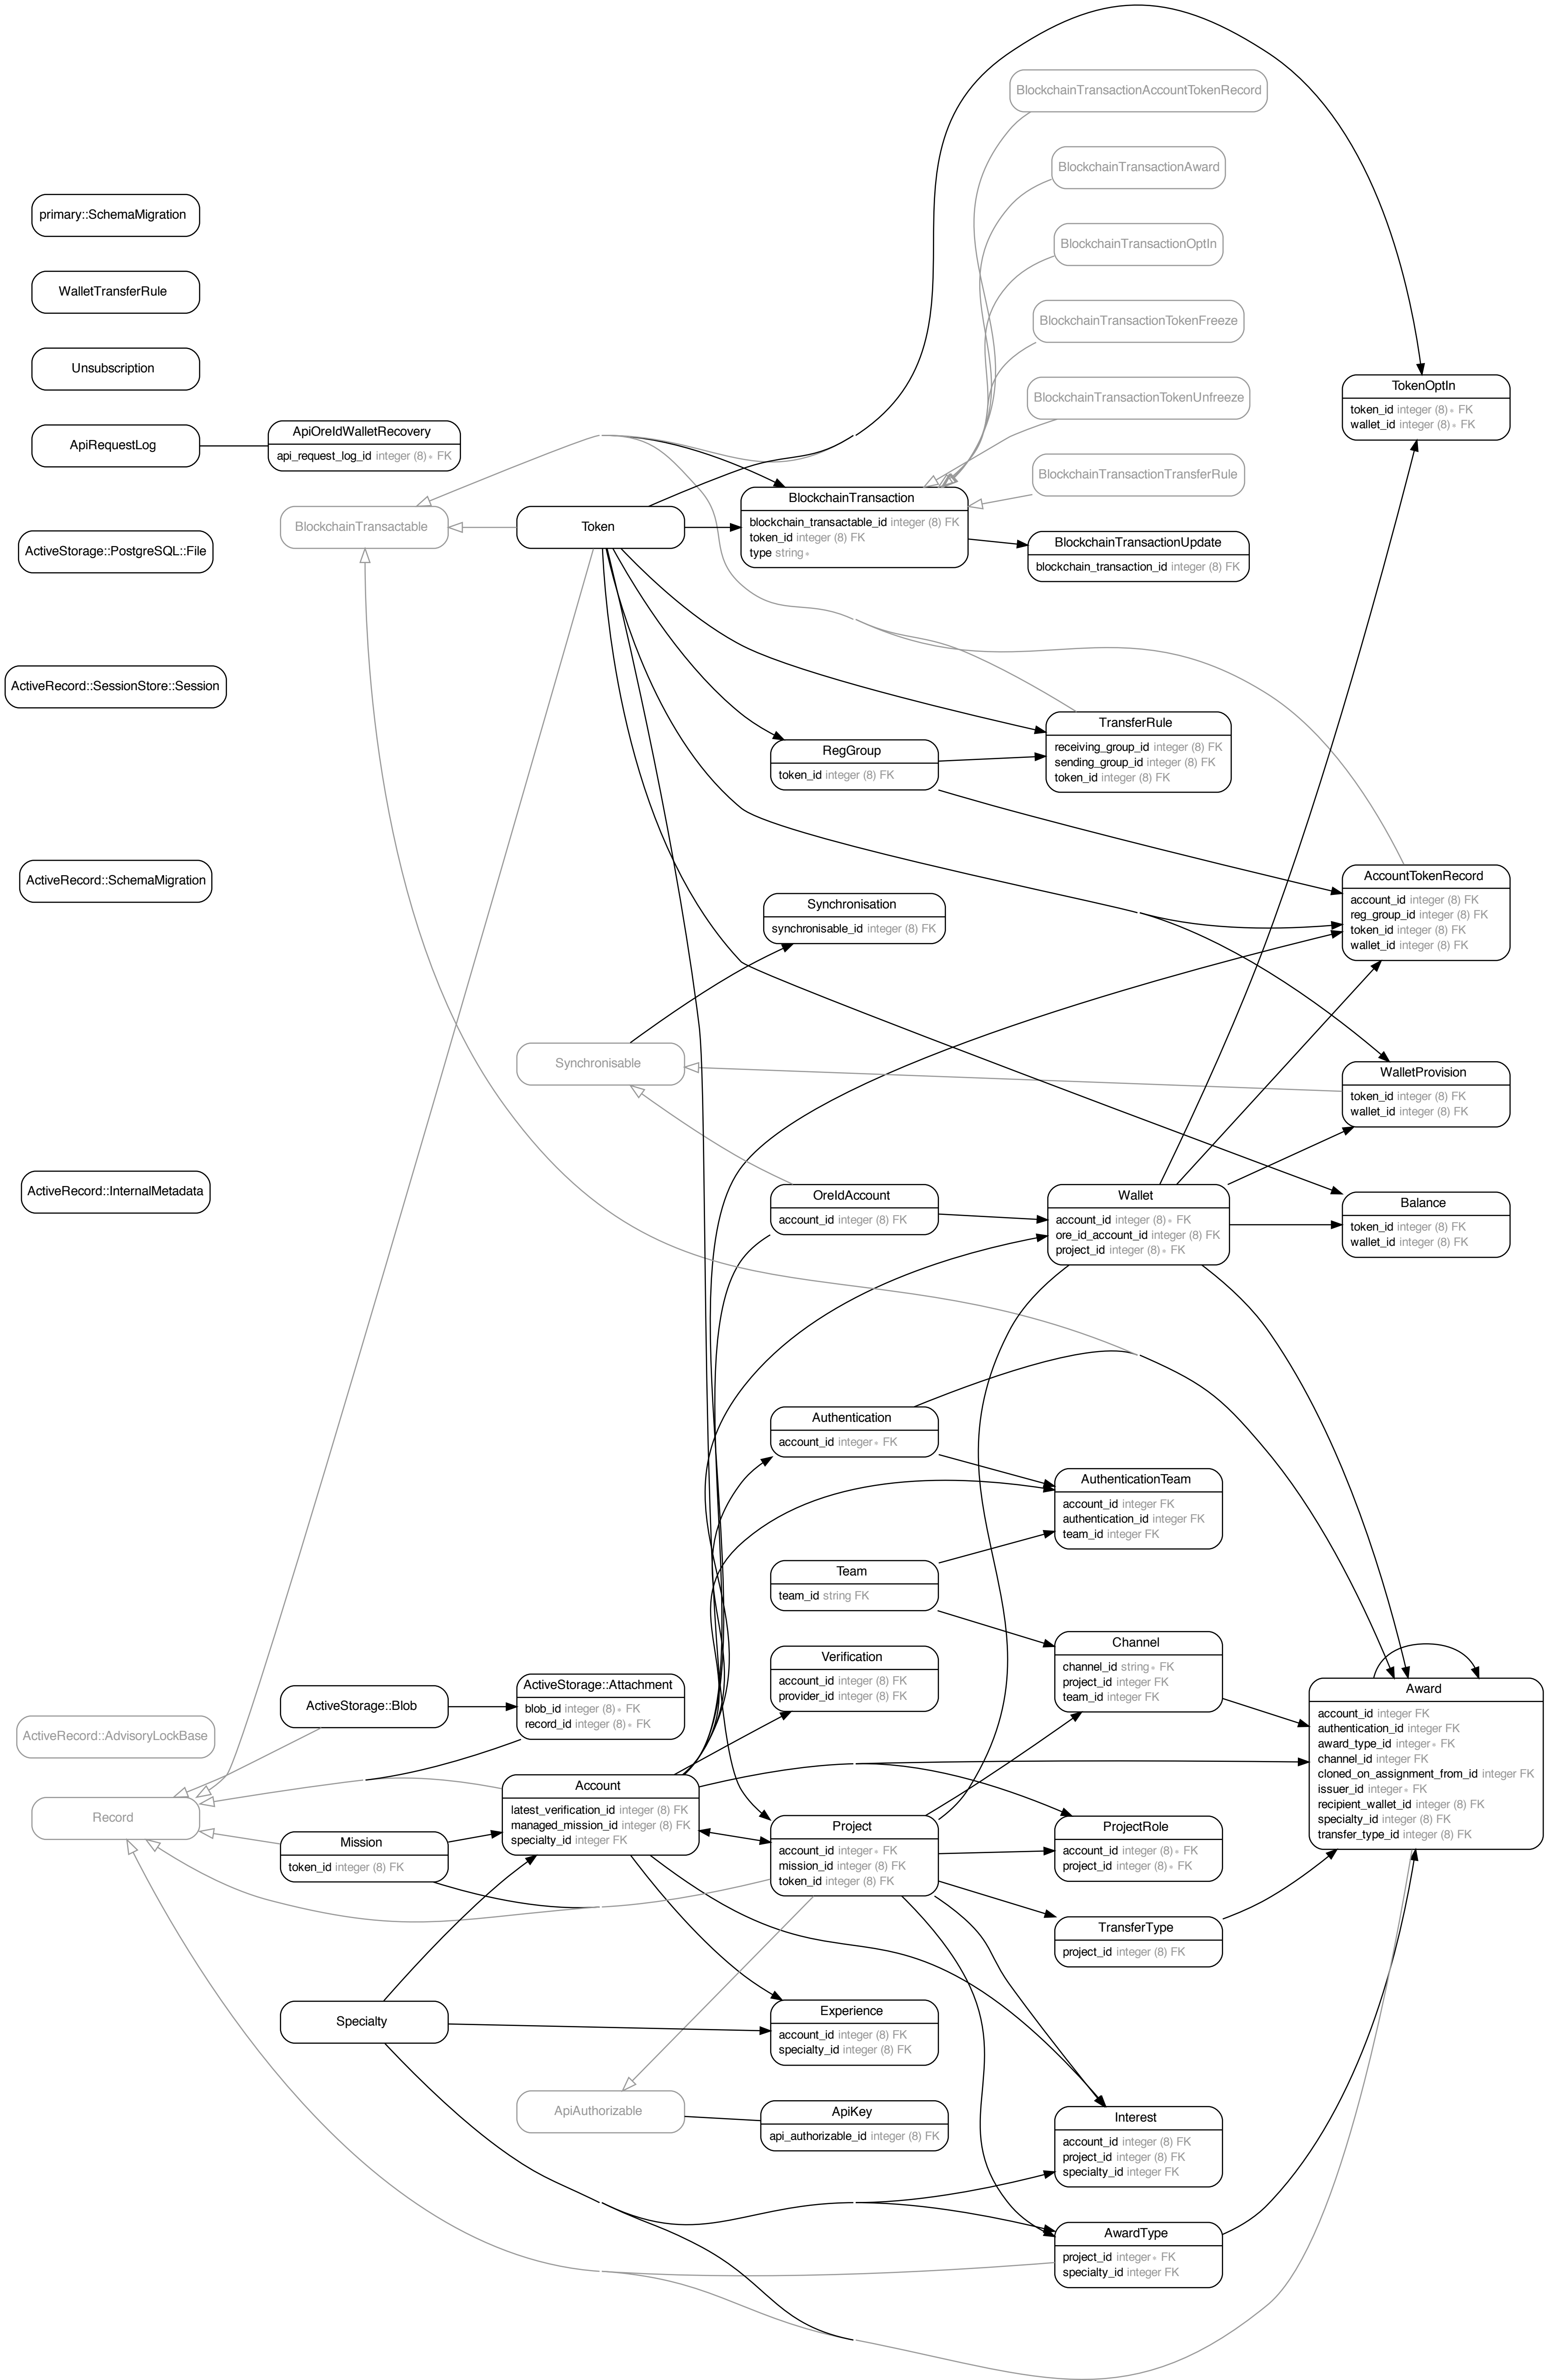 BlockchainTransactionAccountTokenRecord
BlockchainTransactionAward
primary::SchemaMigration
BlockchainTransactionOptIn
WalletTransferRule
BlockchainTransactionTokenFreeze
Unsubscription
BlockchainTransactionTokenUnfreeze
TokenOptIn
token_id integer (8)∗ FK
wallet_id integer (8)∗ FK
ApiRequestLog
ApiOreIdWalletRecovery
api_request_log_id integer (8)∗ FK
BlockchainTransactionTransferRule
BlockchainTransactable
Token
BlockchainTransaction
blockchain_transactable_id integer (8) FK
token_id integer (8) FK
type string∗
ActiveStorage::PostgreSQL::File
BlockchainTransactionUpdate
blockchain_transaction_id integer (8) FK
ActiveRecord::SessionStore::Session
RegGroup
token_id integer (8) FK
TransferRule
receiving_group_id integer (8) FK
sending_group_id integer (8) FK
token_id integer (8) FK
ActiveRecord::SchemaMigration
Synchronisation
synchronisable_id integer (8) FK
AccountTokenRecord
account_id integer (8) FK
reg_group_id integer (8) FK
token_id integer (8) FK
wallet_id integer (8) FK
Synchronisable
WalletProvision
token_id integer (8) FK
wallet_id integer (8) FK
ActiveRecord::InternalMetadata
OreIdAccount
account_id integer (8) FK
Wallet
account_id integer (8)∗ FK
ore_id_account_id integer (8) FK
project_id integer (8)∗ FK
Balance
token_id integer (8) FK
wallet_id integer (8) FK
Authentication
account_id integer∗ FK
AuthenticationTeam
account_id integer FK
authentication_id integer FK
team_id integer FK
Team
team_id string FK
Channel
channel_id string∗ FK
project_id integer FK
team_id integer FK
Verification
account_id integer (8) FK
provider_id integer (8) FK
ActiveStorage::Blob
ActiveStorage::Attachment
blob_id integer (8)∗ FK
record_id integer (8)∗ FK
Award
account_id integer FK
authentication_id integer FK
award_type_id integer∗ FK
channel_id integer FK
cloned_on_assignment_from_id integer FK
issuer_id integer∗ FK
recipient_wallet_id integer (8) FK
specialty_id integer (8) FK
transfer_type_id integer (8) FK
ActiveRecord::AdvisoryLockBase
Record
Account
latest_verification_id integer (8) FK
managed_mission_id integer (8) FK
specialty_id integer FK
Mission
token_id integer (8) FK
Project
account_id integer∗ FK
mission_id integer (8) FK
token_id integer (8) FK
ProjectRole
account_id integer (8)∗ FK
project_id integer (8)∗ FK
TransferType
project_id integer (8) FK
Specialty
Experience
account_id integer (8) FK
specialty_id integer (8) FK
ApiAuthorizable
ApiKey
api_authorizable_id integer (8) FK
Interest
account_id integer (8) FK
project_id integer (8) FK
specialty_id integer FK
AwardType
project_id integer∗ FK
specialty_id integer FK